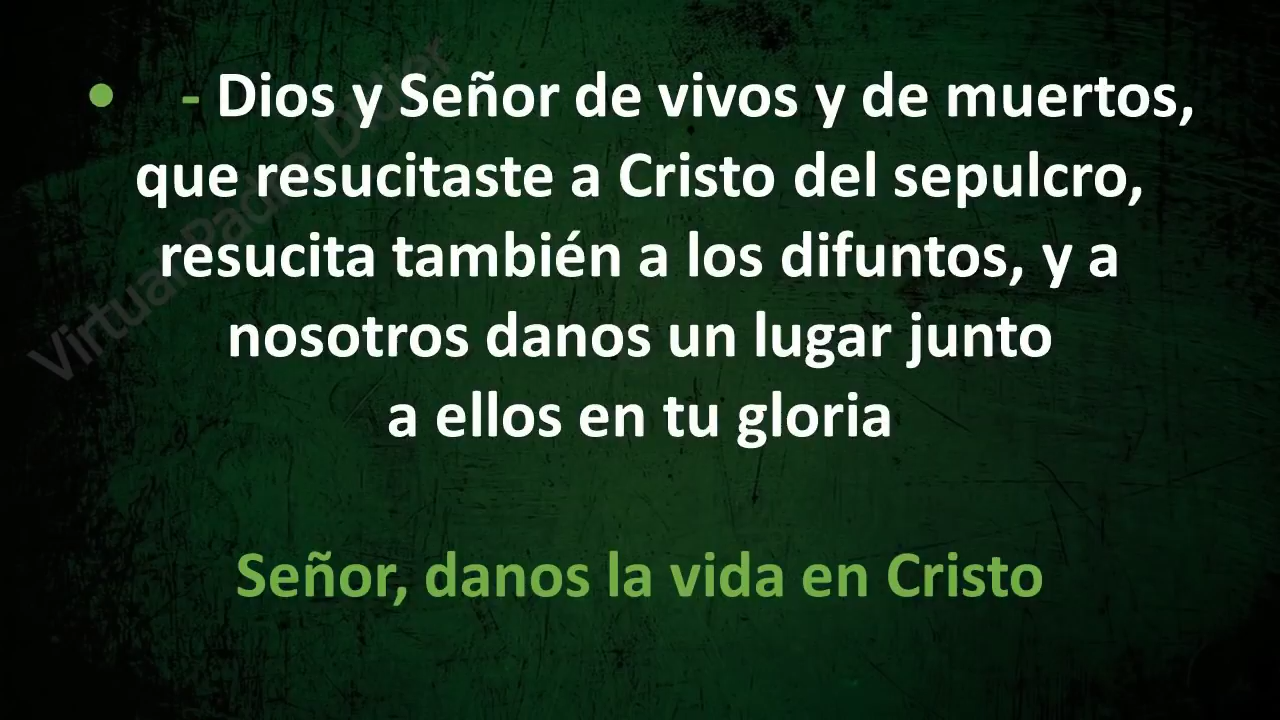 • - Dios y Señor de vivos y de muertos,
que resucitaste a Cristo del sepulcro,
resucita también a los difuntos, y a
nosotros danos un lugar junto
a ellos en tu gloria
Señor, danos la vida en Cristo